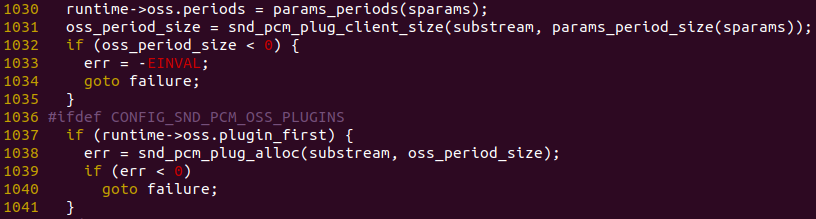 1030   runtime->oss.periods = params_periods(sparams);
1031   oss_period_size = snd_pcm_plug_client_size(substream, params_period_size(sparams));
1032   if (oss_period_size < 0) {
1033     err = -EINVAL;
1034     goto failure;
1035   }
1036 #ifdef CONFIG_SND_PCM_OSS_PLUGINS
1037   if (runtime->oss.plugin_first) {
1038     err = snd_pcm_plug_alloc(substream, oss_period_size);
1039     if (err < 0)
1040       goto failure;
1041   }